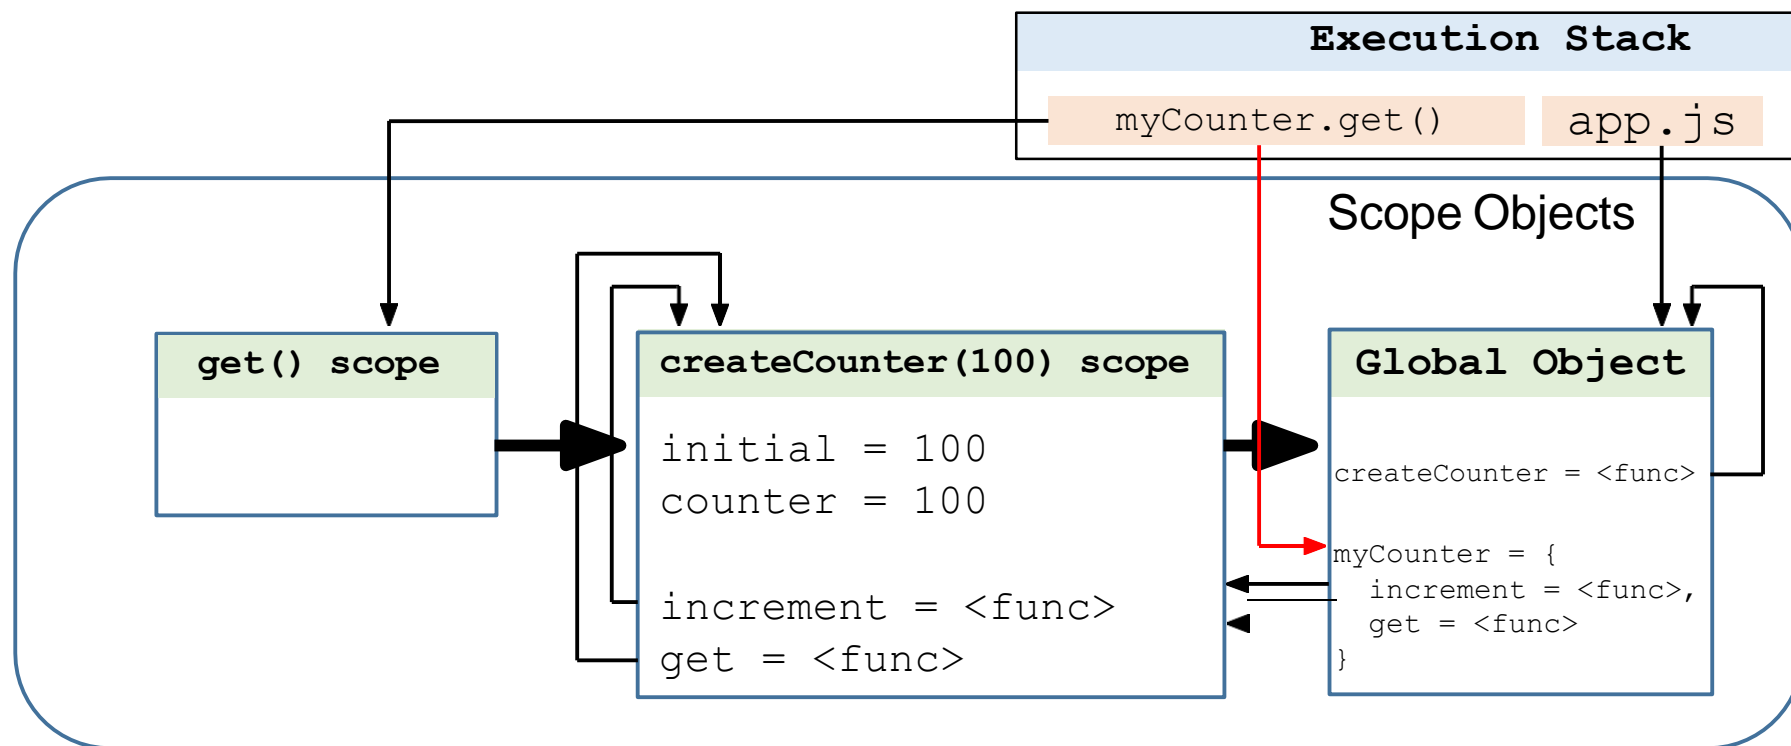 Execution Stack
myCounter.get()
app.js
Scope Objects
get() scope
createCounter(100) scope
initial = 100
counter = 100
increment = <func>
get = <func>
Global Object
createCounter = <func>
myCounter = {
increment = <func>,
get = <func>
}